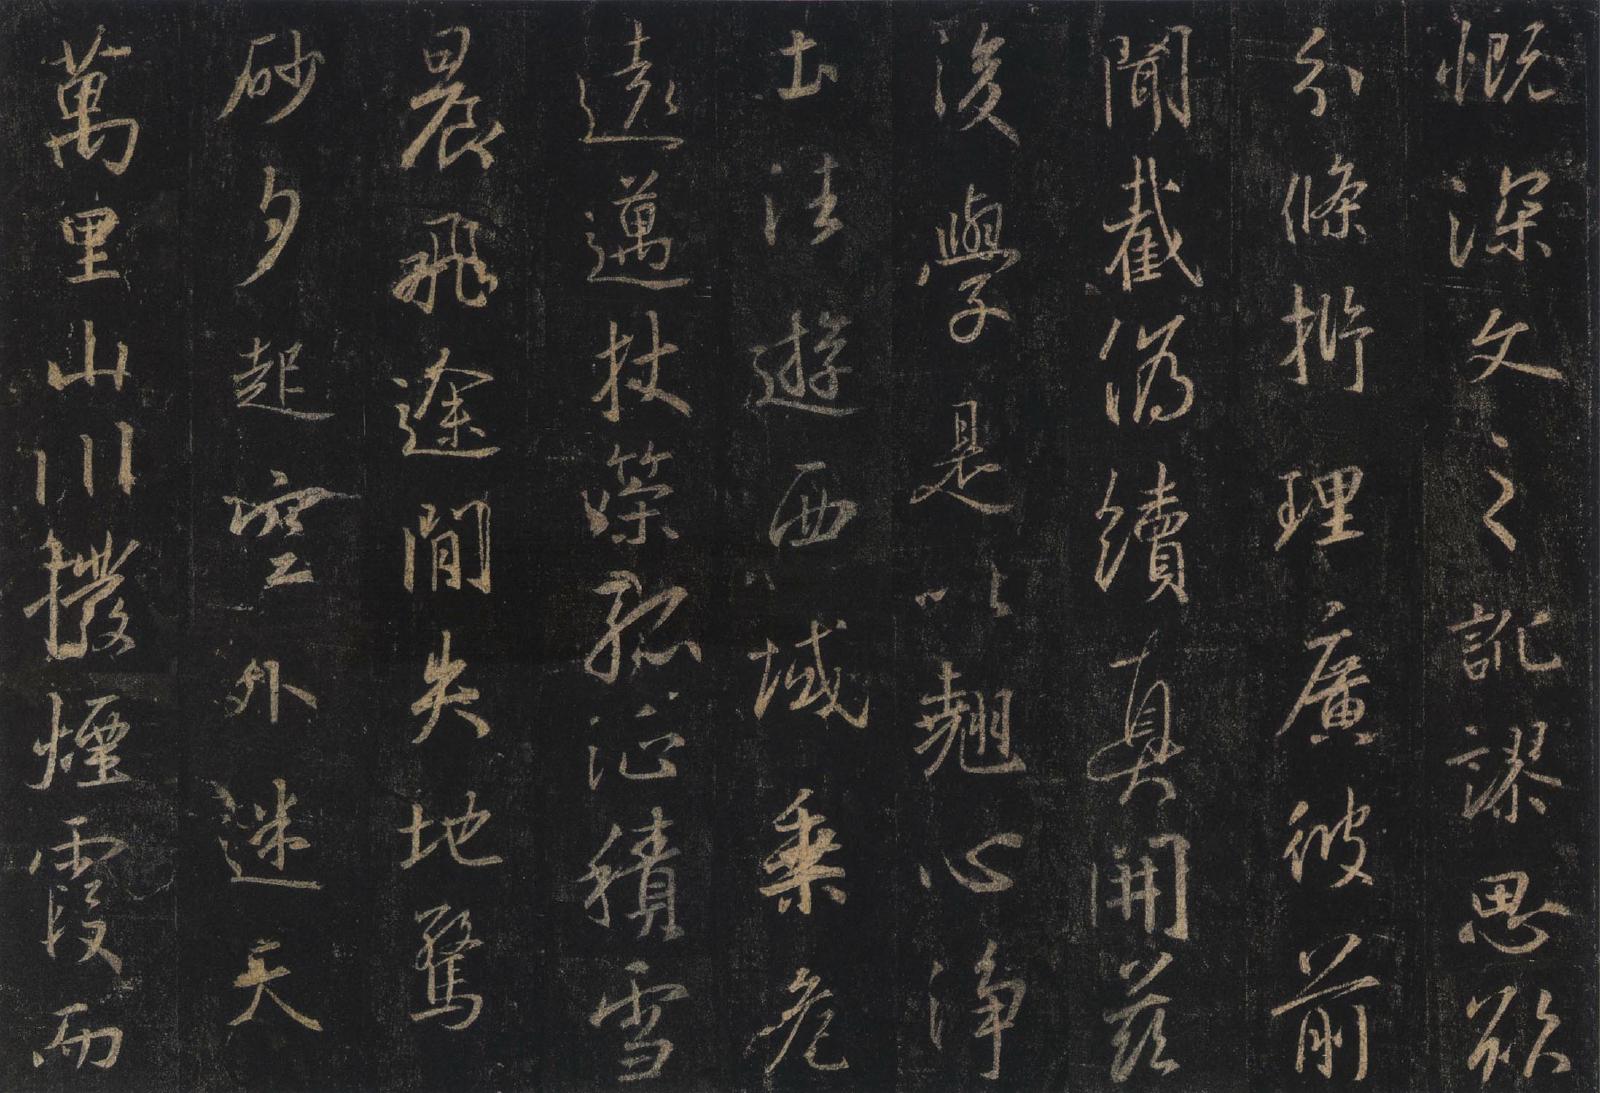 慨深文之訛謬思欲
分條析理廣彼前
聞截偽續真開茲
後學是以翹心淨
土法遊西域乘危
遠邁杖策孤征積雪
晨飛途間失地驚
砂夕起空外迷天
萬里山川撥煙霞而